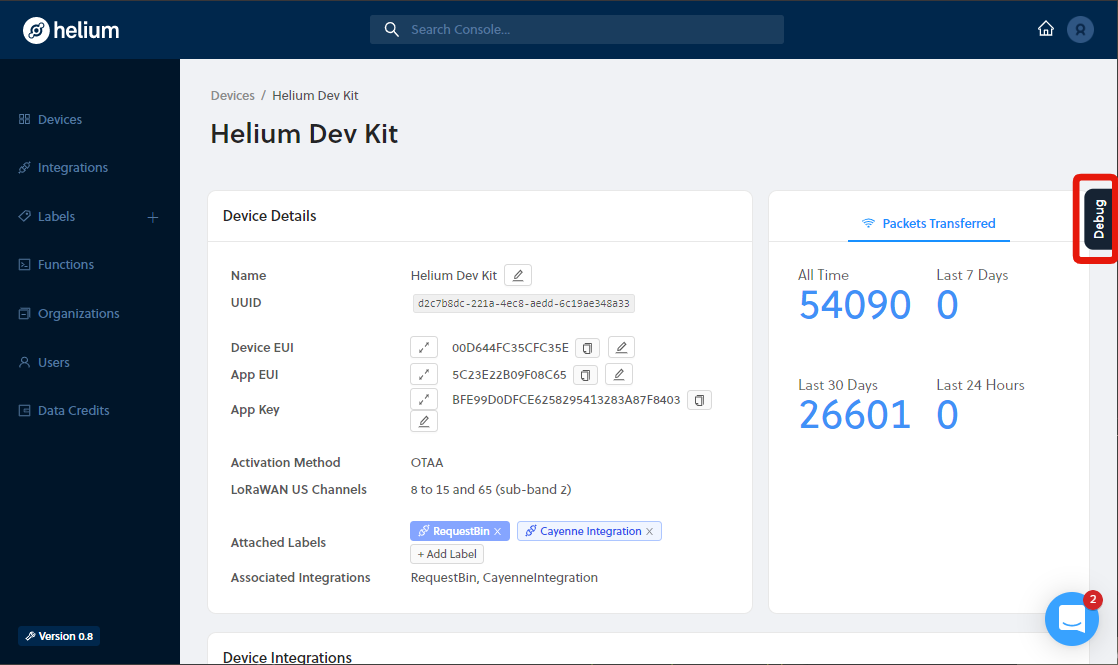 helium
Search Console...
Devices
Integrations
Labels +
Functions
Organizations
Users
Data Credits
Version 0.8
Devices / Helium Dev Kit
Helium Dev Kit
Device Details
Name Helium Dev Kit
UUID d2c7b8dc-221a-4ec8-aedd-6c19ae348a33
Device EUI 00D644FC35CFC35E
App EUI 5C23E22B09F08C65
App Key BFE99D0DFCE6258295413283A87F8403
Activation Method OTAA
LoRaWAN US Channels 8 to 15 and 65 (sub-band 2)
Attached Labels RequestBin × Cayenne Integration ×
+ Add Label
Associated Integrations RequestBin, CayenneIntegration
Device Integrations
Packets Transferred
All Time Last 7 Days
54090 0
Last 30 Days Last 24 Hours
26601 0
Debug
2